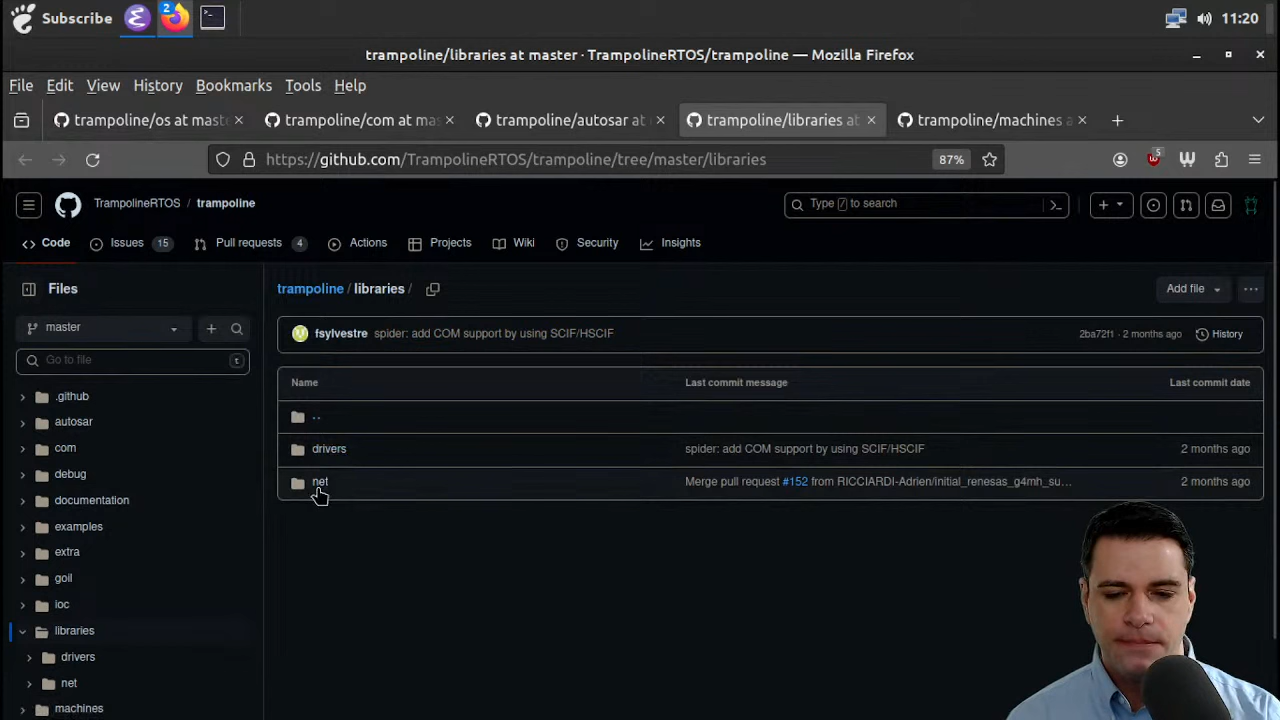 Subscribe
2
11:20
trampoline/libraries at master · TrampolineRTOS/trampoline — Mozilla Firefox
File Edit View History Bookmarks Tools Help
trampoline/os at mast
trampoline/com at mas
trampoline/autosar at
trampoline/libraries at
trampoline/machines a
https://github.com/TrampolineRTOS/trampoline/tree/master/libraries
87%
5
TrampolineRTOS / trampoline
Type / to search
Code
Issues 15
Pull requests 4
Actions
Projects
Wiki
Security
Insights
Files
master
Go to file
t
.github
autosar
com
debug
documentation
examples
extra
goil
ioc
libraries
drivers
net
machines
trampoline / libraries /
Add file
fsylvestre spider: add COM support by using SCIF/HSCIF 2ba72f1 · 2 months ago History
Name Last commit message Last commit date
..
drivers spider: add COM support by using SCIF/HSCIF 2 months ago
net Merge pull request #152 from RICCIARDI-Adrien/initial_renesas_g4mh_su… 2 months ago